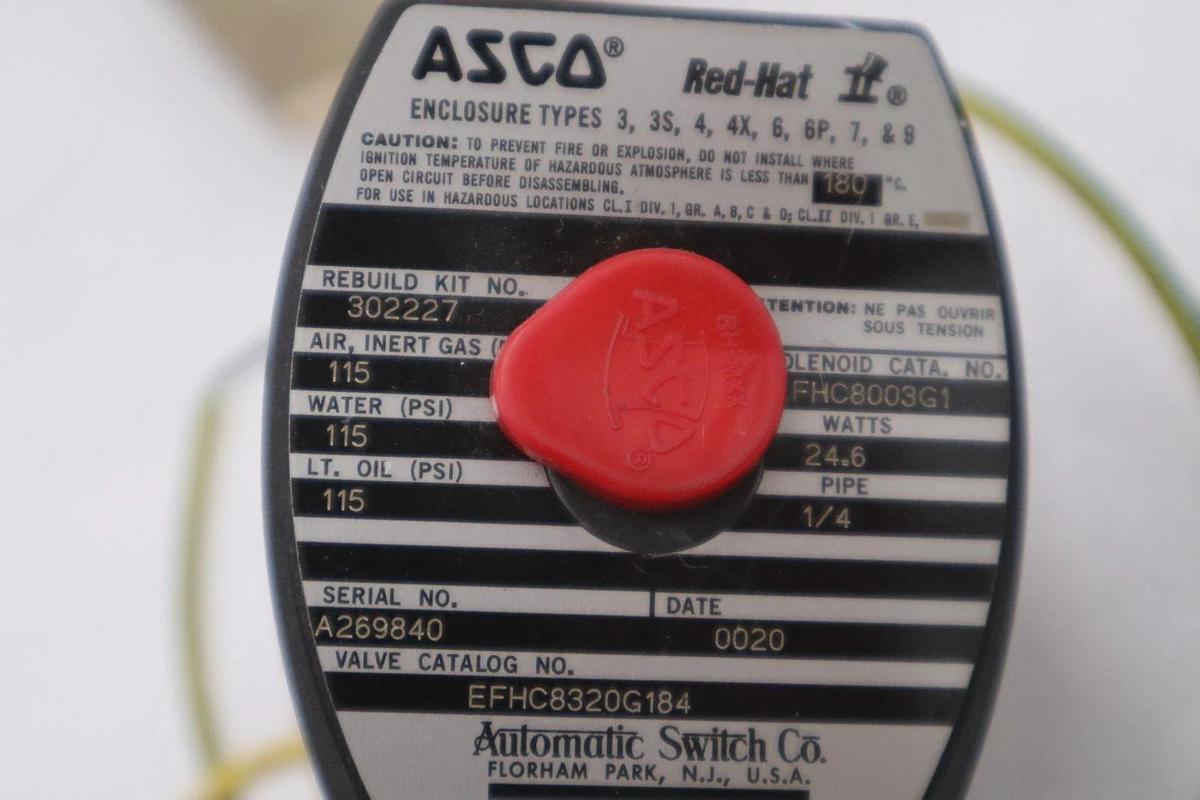 ASCO®
Red-Hat II®
ENCLOSURE TYPES 3, 3S, 4, 4X, 6, 6P, 7, & 9
CAUTION: TO PREVENT FIRE OR EXPLOSION, DO NOT INSTALL WHERE
IGNITION TEMPERATURE OF HAZARDOUS ATMOSPHERE IS LESS THAN 180 °C.
OPEN CIRCUIT BEFORE DISASSEMBLING.
FOR USE IN HAZARDOUS LOCATIONS CL.I DIV. 1, GR. A, B, C & D; CL.II DIV. 1 GR. E,
REBUILD KIT NO.
302227
TENTION: NE PAS OUVRIR
SOUS TENSION
AIR, INERT GAS (
115
OLENOID CATA. NO.
FHC8003G1
WATER (PSI)
115
WATTS
24.6
LT. OIL (PSI)
115
PIPE
1/4
ASCO®
SERIAL NO.
DATE
A269840
0020
VALVE CATALOG NO.
EFHC8320G184
Automatic Switch Co.
FLORHAM PARK, N.J., U.S.A.